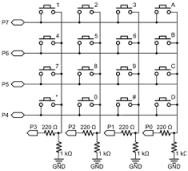 1 2 3 A
P7
4 5 6 B
P6
7 8 9 C
P5
* 0 # D
P4
P3 220 Ω P2 220 Ω P1 220 Ω P0 220 Ω
1 kΩ 1 kΩ 1 kΩ 1 kΩ
GND GND GND GND